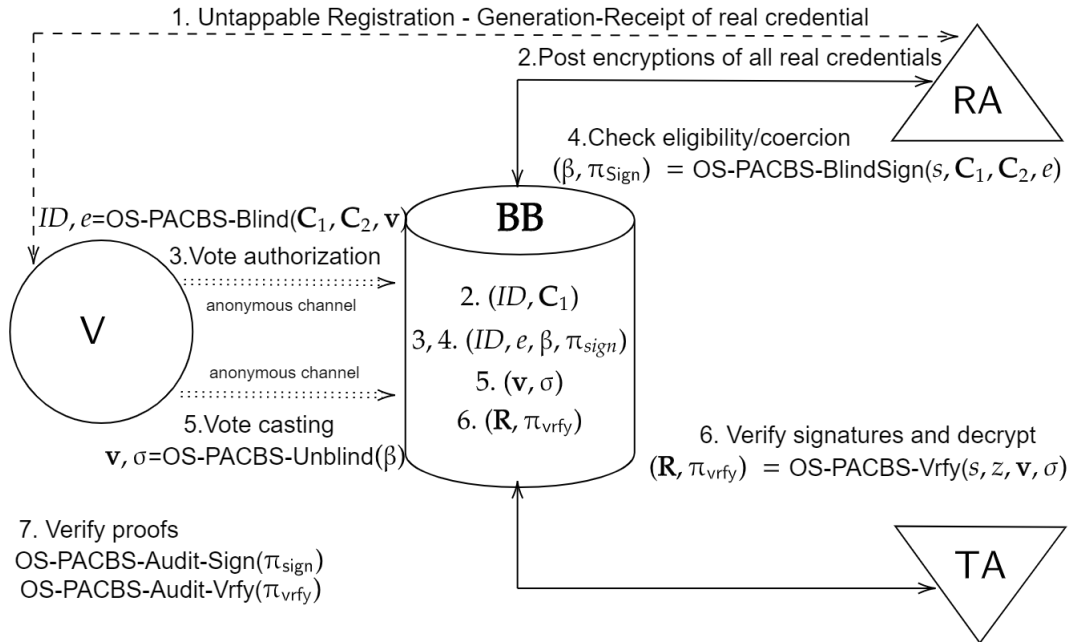 1. Untappable Registration - Generation-Receipt of real credential
2.Post encryptions of all real credentials
RA
4.Check eligibility/coercion
(β, π_Sign) = OS-PACBS-BlindSign(s, C₁, C₂, e)
ID, e=OS-PACBS-Blind(C₁, C₂, v)
BB
3.Vote authorization
anonymous channel
V
2. (ID, C₁)
3, 4. (ID, e, β, π_sign)
5. (v, σ)
6. (R, π_vrfy)
anonymous channel
5.Vote casting
v, σ=OS-PACBS-Unblind(β)
6. Verify signatures and decrypt
(R, π_vrfy) = OS-PACBS-Vrfy(s, z, v, σ)
7. Verify proofs
OS-PACBS-Audit-Sign(π_sign)
OS-PACBS-Audit-Vrfy(π_vrfy)
TA